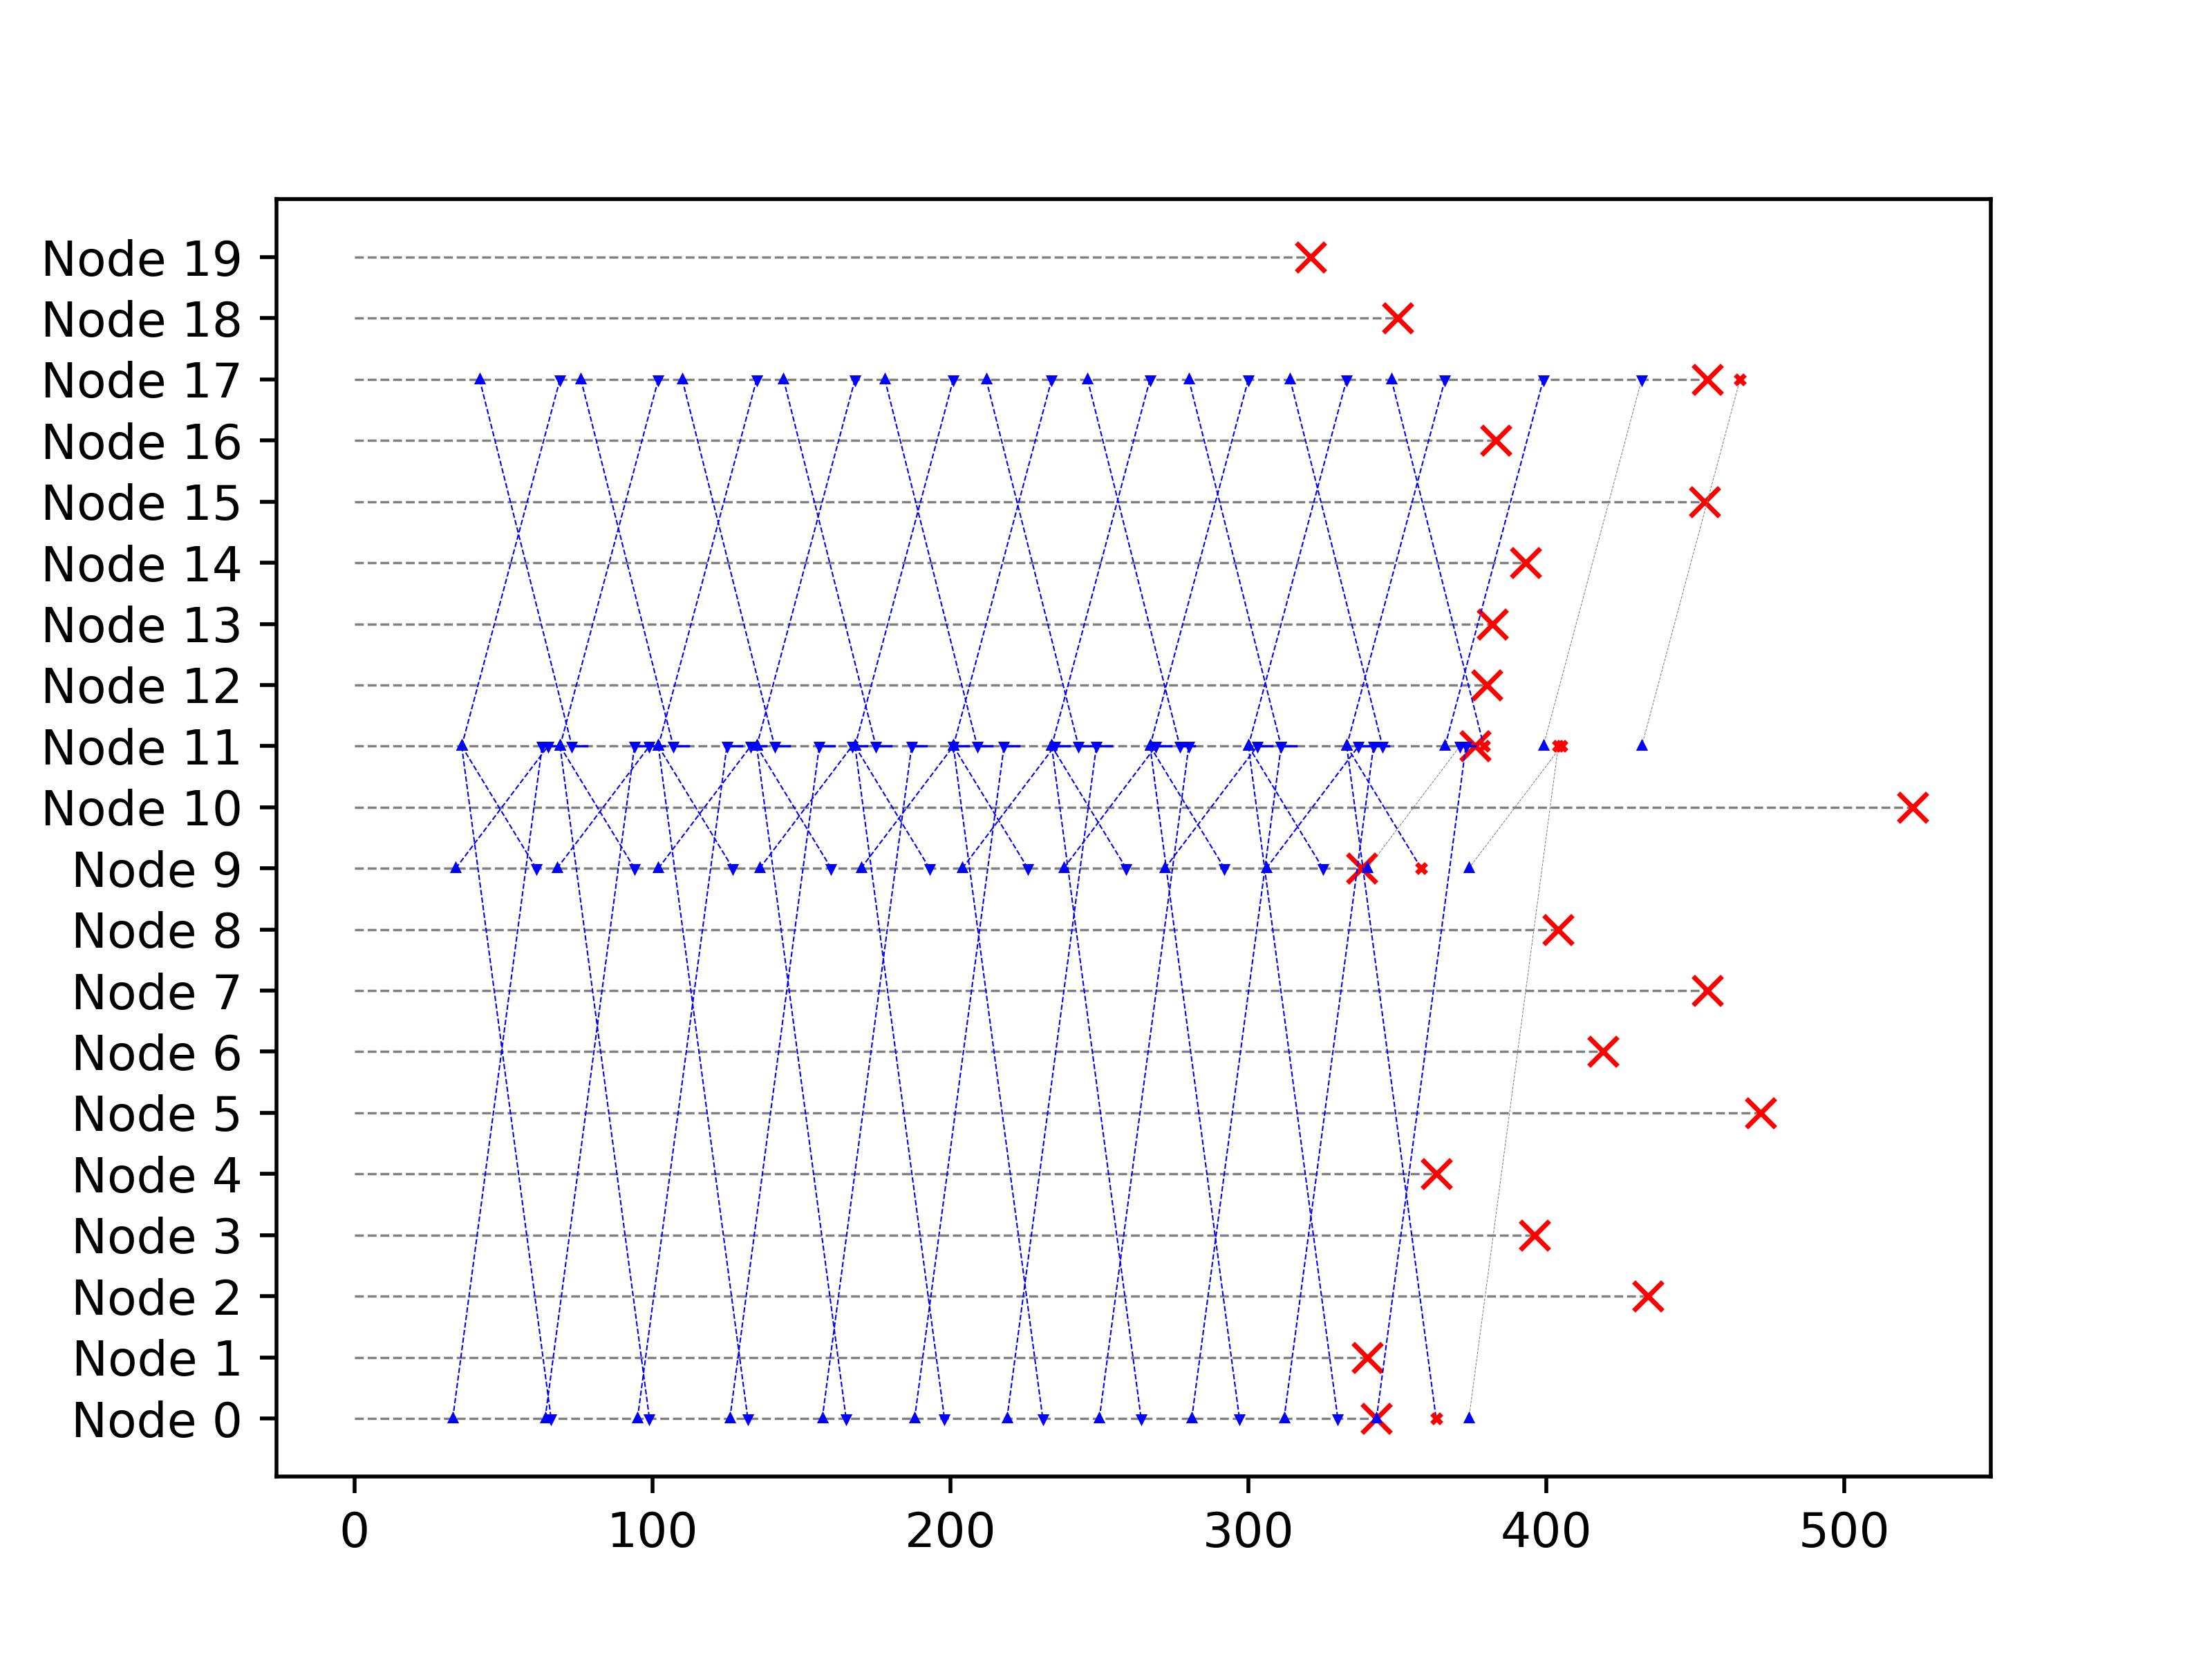 Node 19
Node 18
Node 17
Node 16
Node 15
Node 14
Node 13
Node 12
Node 11
Node 10
Node 9
Node 8
Node 7
Node 6
Node 5
Node 4
Node 3
Node 2
Node 1
Node 0
0 100 200 300 400 500